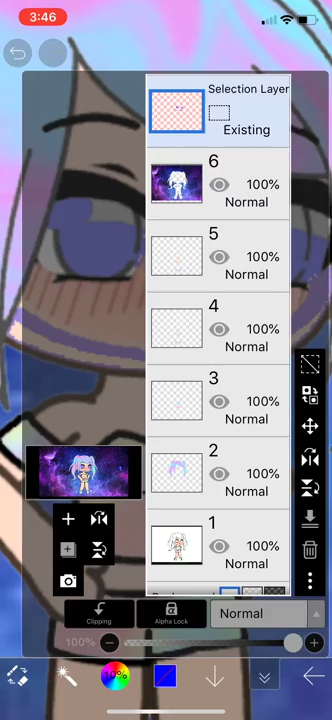 3:46
Selection Layer
Existing
6
100%
Normal
5
100%
Normal
4
100%
Normal
3
100%
Normal
2
100%
Normal
1
100%
Normal
Clipping
Alpha Lock
Normal
100%
10%